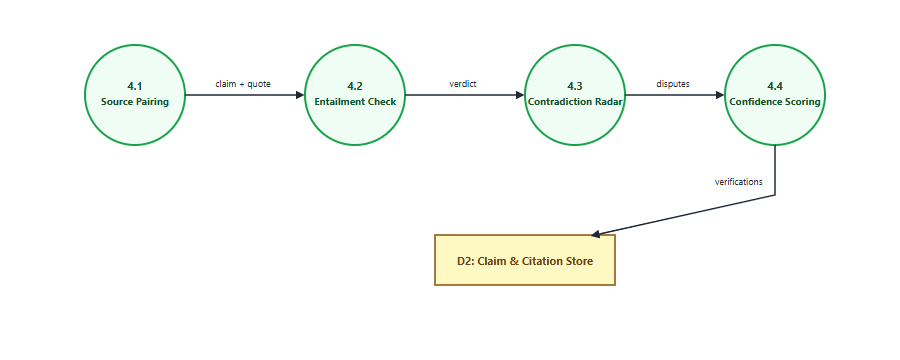 4.1
Source Pairing
claim + quote
4.2
Entailment Check
verdict
4.3
Contradiction Radar
disputes
4.4
Confidence Scoring
verifications
D2: Claim & Citation Store